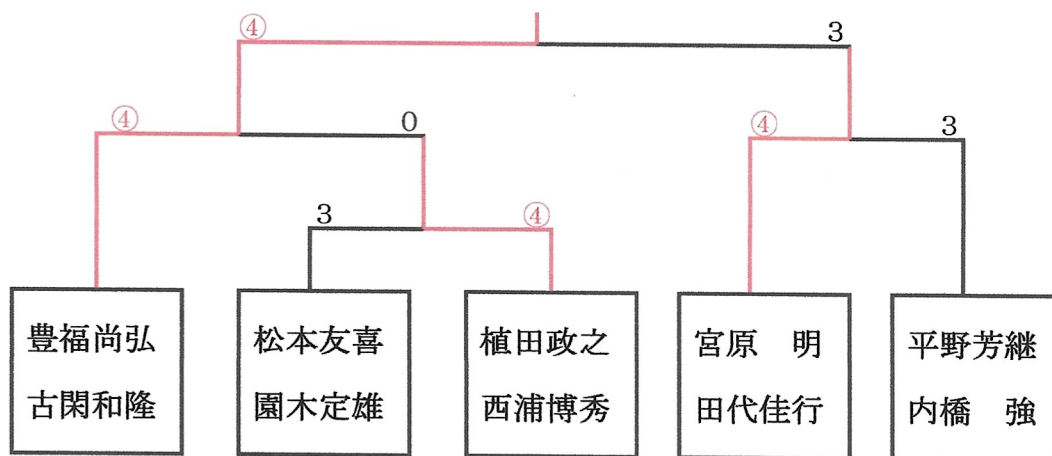 ④ 3
④ 0 ④ 3
3 ④
豊福尚弘 松本友喜 植田政之 宮原 明 平野芳継
古閑和隆 園木定雄 西浦博秀 田代佳行 内橋 強